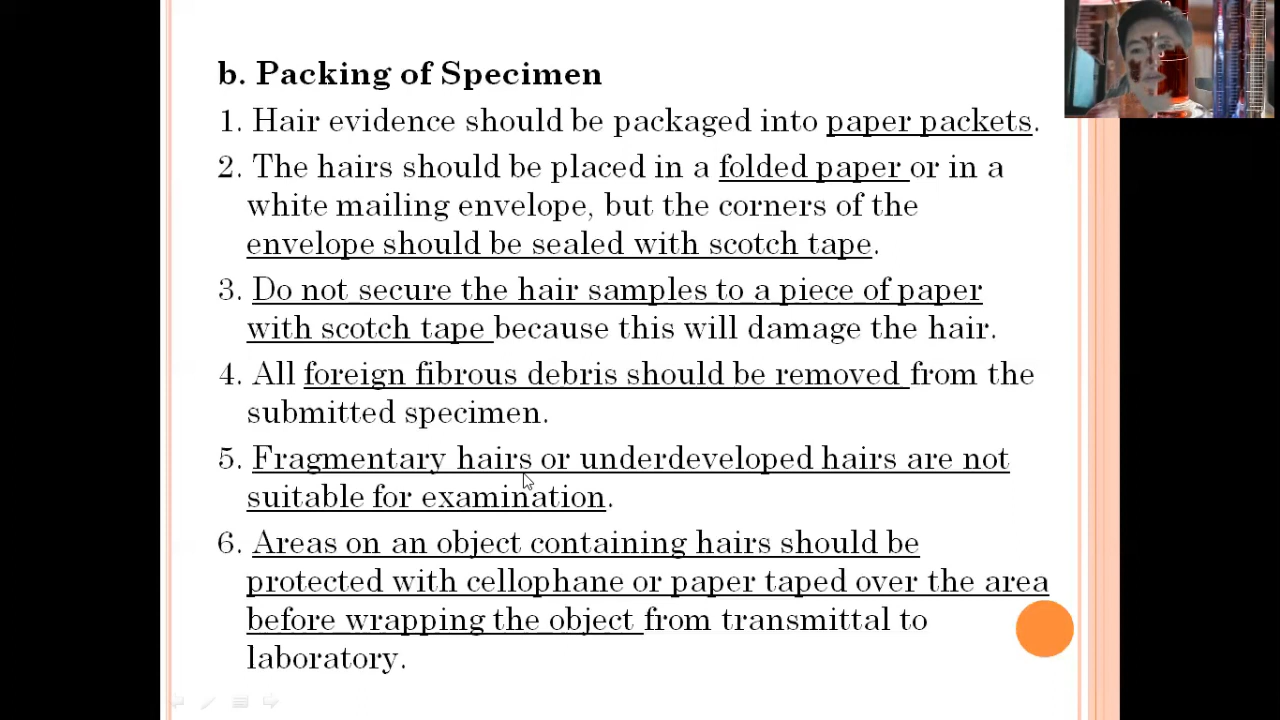 b. Packing of Specimen
1. Hair evidence should be packaged into paper packets.
2. The hairs should be placed in a folded paper or in a
white mailing envelope, but the corners of the
envelope should be sealed with scotch tape.
3. Do not secure the hair samples to a piece of paper
with scotch tape because this will damage the hair.
4. All foreign fibrous debris should be removed from the
submitted specimen.
5. Fragmentary hairs or underdeveloped hairs are not
suitable for examination.
6. Areas on an object containing hairs should be
protected with cellophane or paper taped over the area
before wrapping the object from transmittal to
laboratory.